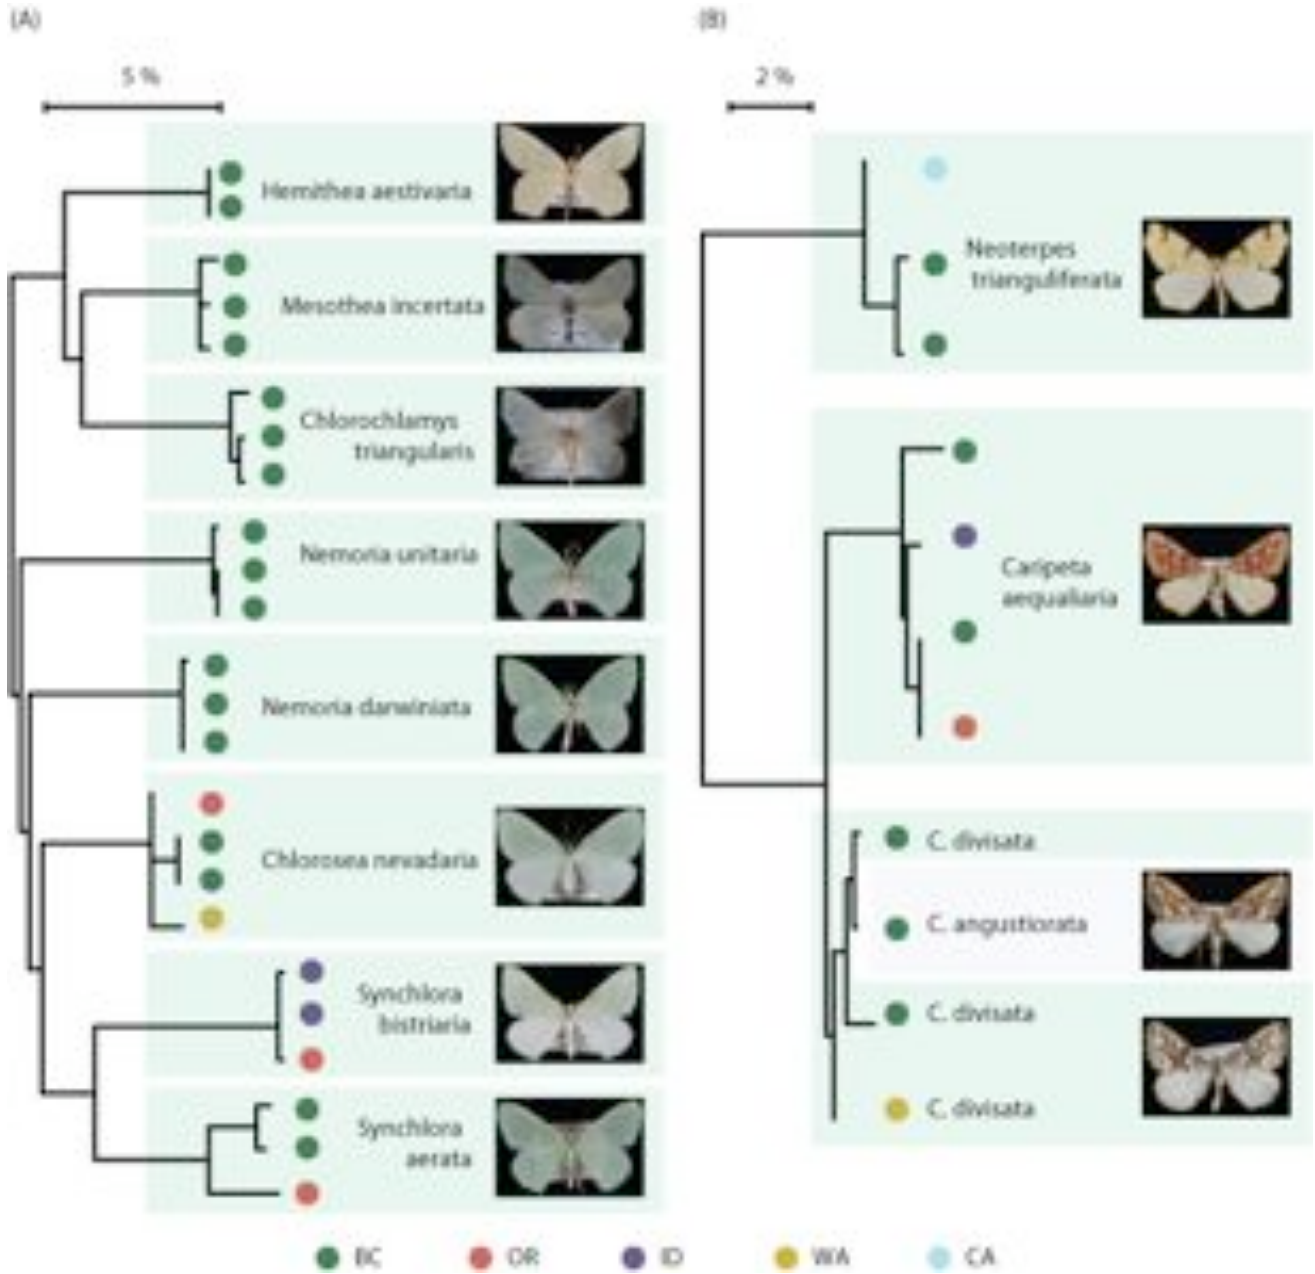 (A)
5 %
Hemithea aestivaria
Mesothea incertata
Chlorochlamys
triangularis
Nemoria unitaria
Nemoria darwiniata
Chlorosea nevadaria
Synchlora
bistriaria
Synchlora
aerata
(B)
2 %
Neoterpes
trianguliferata
Caripeta
aequaliaria
C. divisata
C. angustiorata
C. divisata
C. divisata
BC OR ID WA CA